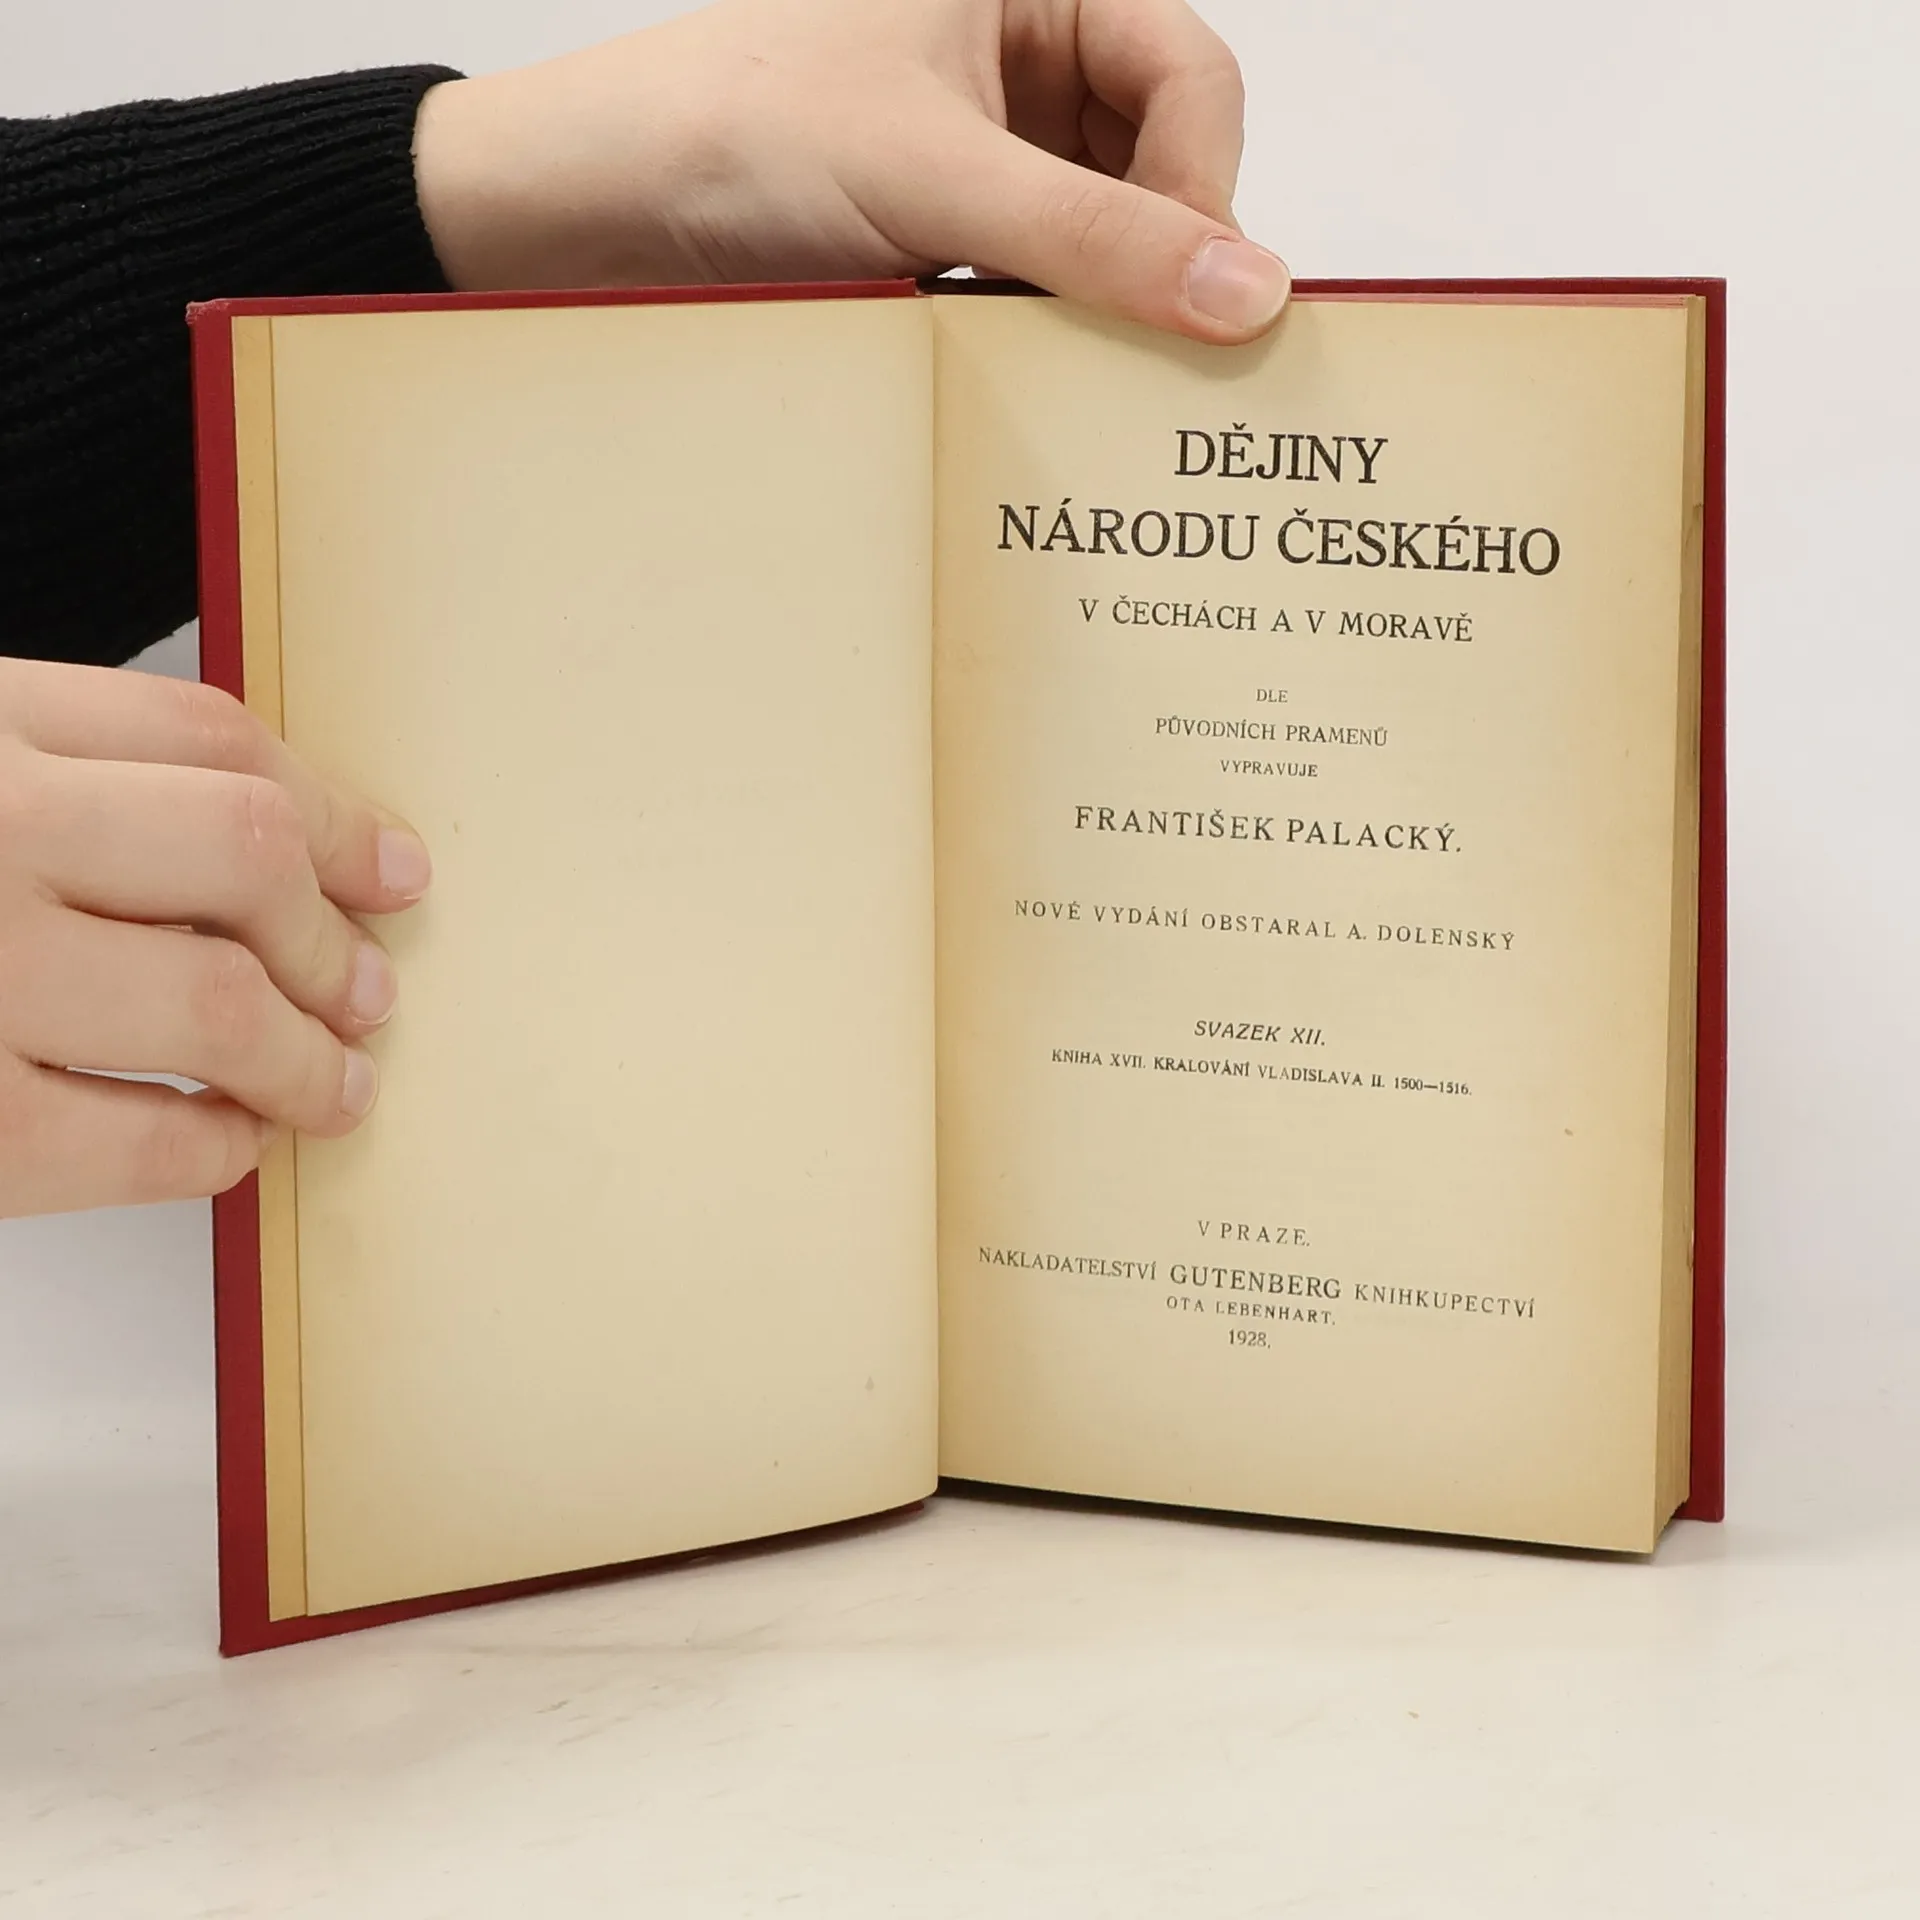 DĚJINY
NÁRODU ČESKÉHO
V ČECHÁCH A V MORAVĚ
DLE
PŮVODNÍCH PRAMENŮ
VYPRAVUJE
FRANTIŠEK PALACKÝ.
NOVÉ VYDÁNÍ OBSTARAL A. DOLENSKÝ
SVAZEK XII.
KNIHA XVII. KRALOVÁNÍ VLADISLAVA II. 1500—1516.
V PRAZE.
NAKLADATELSTVÍ GUTENBERG KNIHKUPECTVÍ
OTA LEBENHART.
1928.